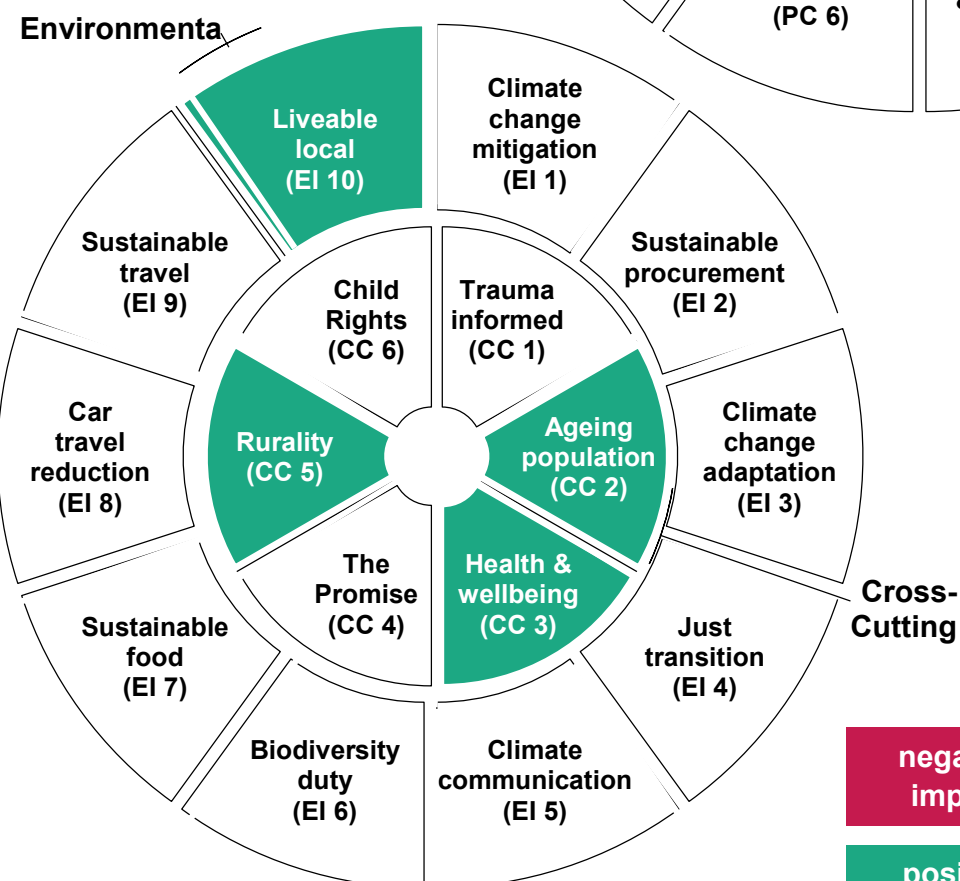 Environmenta
(PC 6)
Liveable
local
(EI 10)
Climate
change
mitigation
(EI 1)
Sustainable
travel
(EI 9)
Child
Rights
(CC 6)
Trauma
informed
(CC 1)
Sustainable
procurement
(EI 2)
Car
travel
reduction
(EI 8)
Rurality
(CC 5)
Ageing
population
(CC 2)
Climate
change
adaptation
(EI 3)
Sustainable
food
(EI 7)
The
Promise
(CC 4)
Health &
wellbeing
(CC 3)
Just
transition
(EI 4)
Cross-
Cutting
Biodiversity
duty
(EI 6)
Climate
communication
(EI 5)
nega
imp
posi